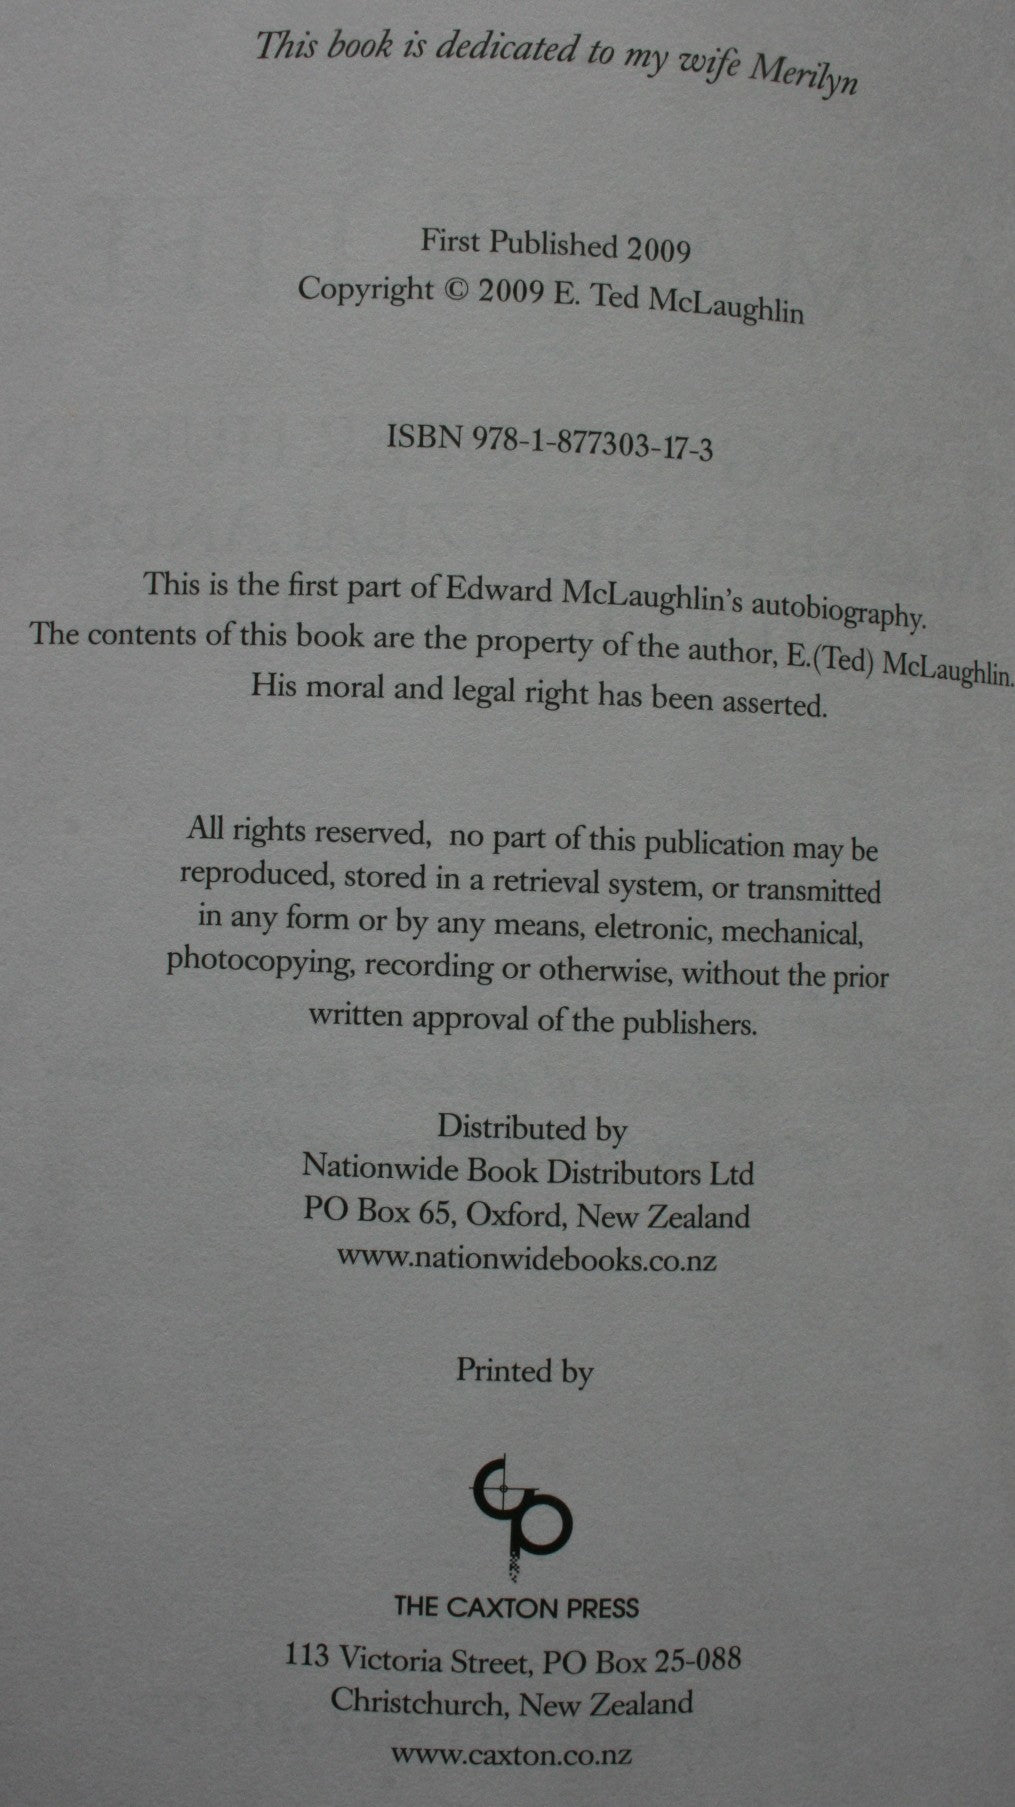 This book is dedicated to my wife Merilyn
First Published 2009
Copyright © 2009 E. Ted McLaughlin
ISBN 978-1-877303-17-3
This is the first part of Edward McLaughlin's autobiography.
The contents of this book are the property of the author, E.(Ted) McLaughlin.
His moral and legal right has been asserted.
All rights reserved, no part of this publication may be
reproduced, stored in a retrieval system, or transmitted
in any form or by any means, eletronic, mechanical,
photocopying, recording or otherwise, without the prior
written approval of the publishers.
Distributed by
Nationwide Book Distributors Ltd
PO Box 65, Oxford, New Zealand
www.nationwidebooks.co.nz
Printed by
cp
THE CAXTON PRESS
113 Victoria Street, PO Box 25-088
Christchurch, New Zealand
www.caxton.co.nz